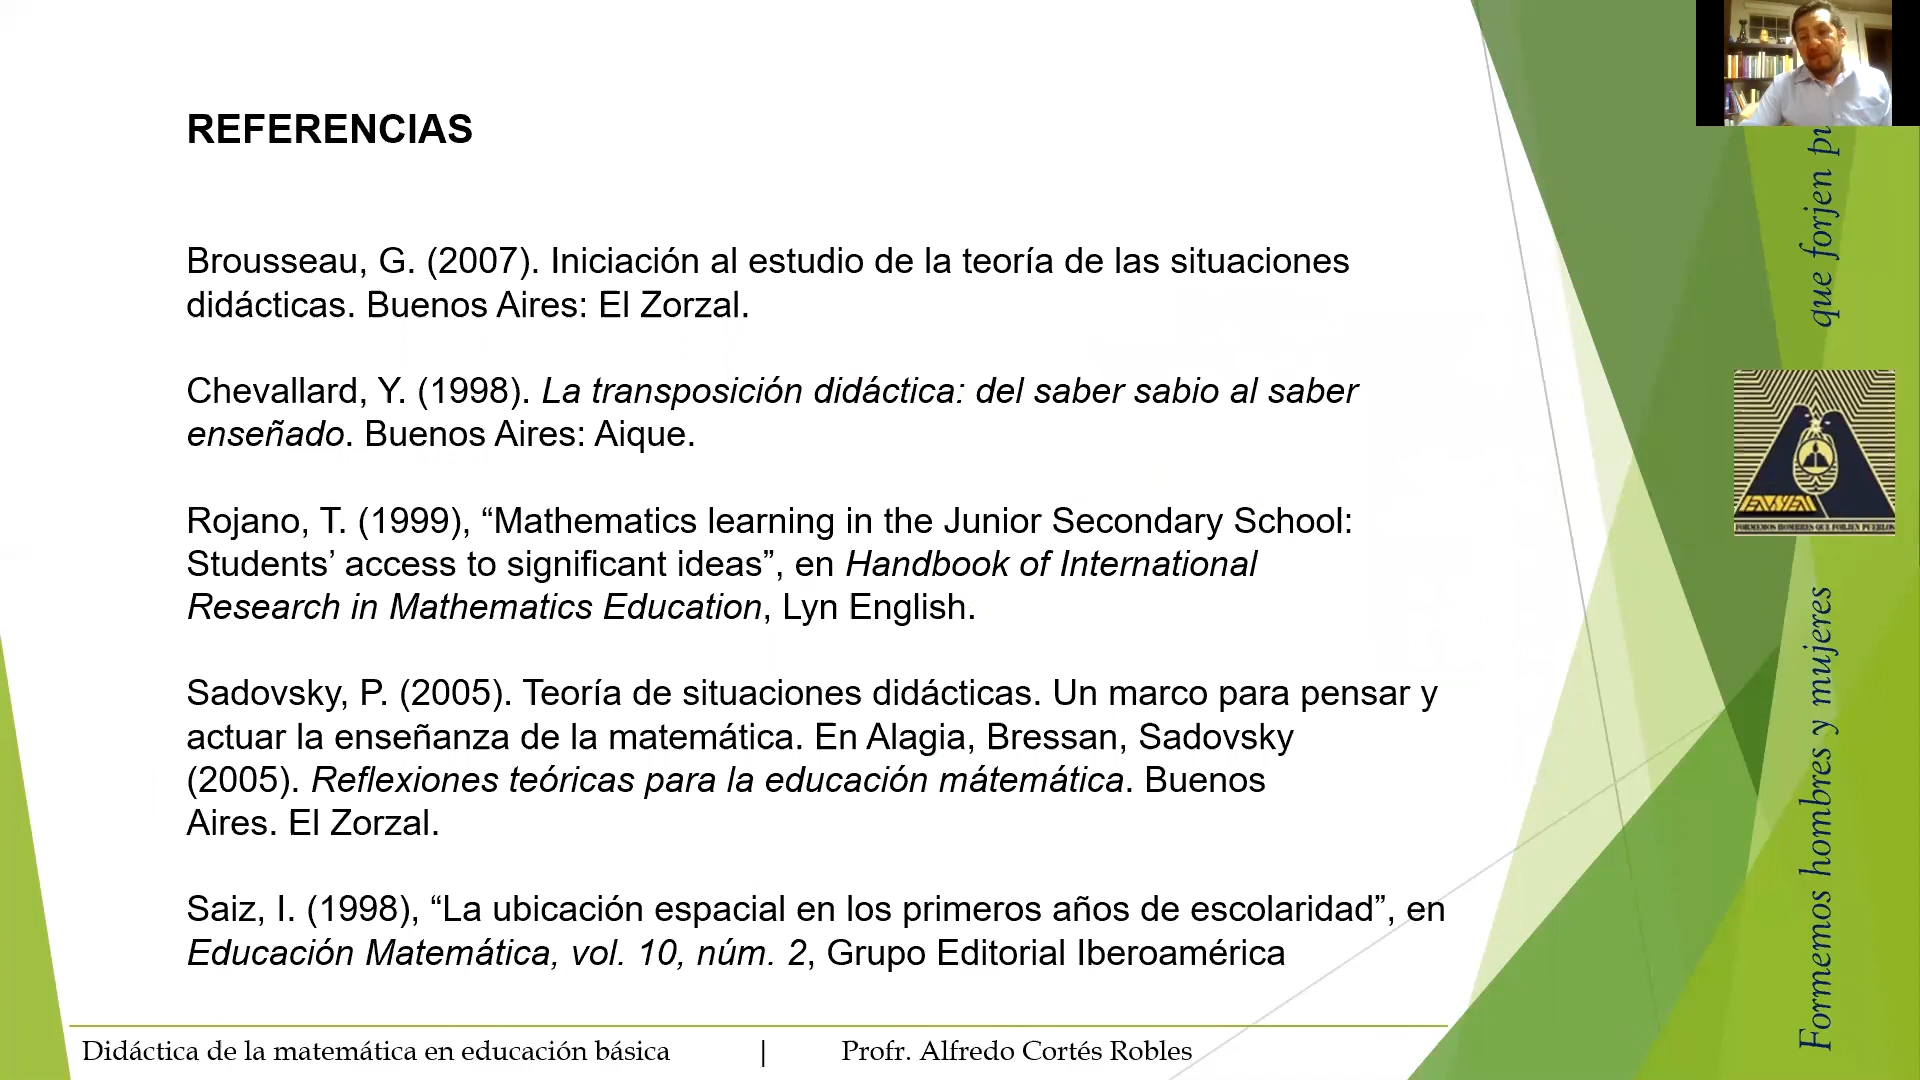 REFERENCIAS
Brousseau, G. (2007). Iniciación al estudio de la teoría de las situaciones
didácticas. Buenos Aires: El Zorzal.
Chevallard, Y. (1998). La transposición didáctica: del saber sabio al saber
enseñado. Buenos Aires: Aique.
Rojano, T. (1999), “Mathematics learning in the Junior Secondary School:
Students’ access to significant ideas”, en Handbook of International
Research in Mathematics Education, Lyn English.
Sadovsky, P. (2005). Teoría de situaciones didácticas. Un marco para pensar y
actuar la enseñanza de la matemática. En Alagia, Bressan, Sadovsky
(2005). Reflexiones teóricas para la educación mátemática. Buenos
Aires. El Zorzal.
Saiz, I. (1998), “La ubicación espacial en los primeros años de escolaridad”, en
Educación Matemática, vol. 10, núm. 2, Grupo Editorial Iberoamérica
Didáctica de la matemática en educación básica | Profr. Alfredo Cortés Robles
Formemos hombres y mujeres
que forjen
FORMEMOS HOMBRES QUE FORJEN PUEBLOS